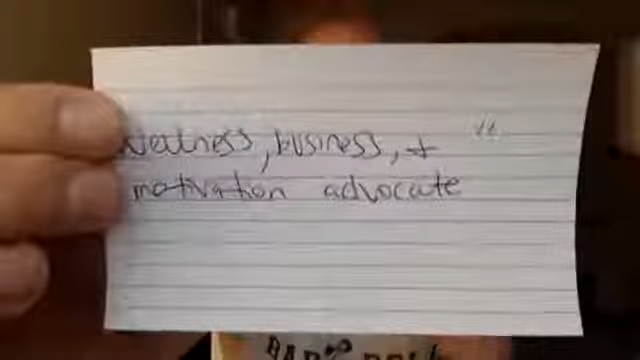 Wellness, business, +
motivation advocate